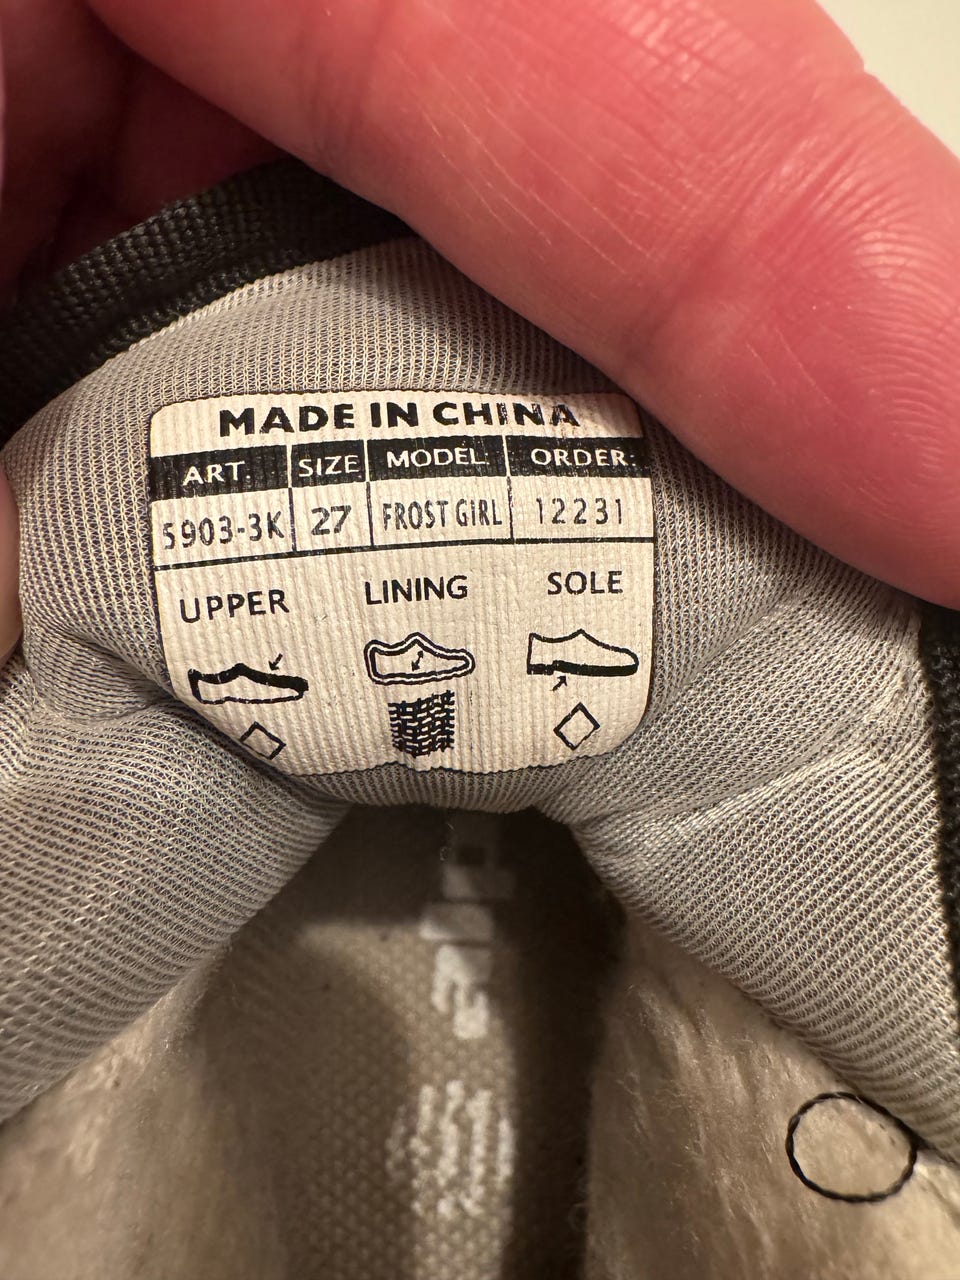 MADE IN CHINA
ART. SIZE MODEL: ORDER:
5903-3K 27 FROST GIRL 12231
UPPER LINING SOLE